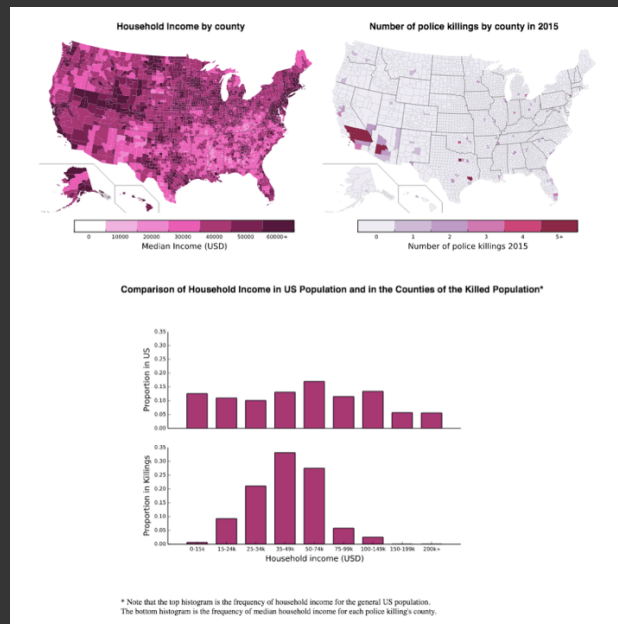 Household Income by county
Number of police killings by county in 2015
0 10000 20000 30000 40000 50000 60000+
Median Income (USD)
0 1 2 3 4 5+
Number of police killings 2015
Comparison of Household Income in US Population and in the Counties of the Killed Population*
Proportion in US
0.35
0.30
0.25
0.20
0.15
0.10
0.05
0.00
Proportion in Killings
0.35
0.30
0.25
0.20
0.15
0.10
0.05
0.00
0-15k 15-24k 25-34k 35-49k 50-74k 75-99k 100-149k 150-199k 200k+
Household income (USD)
* Note that the top histogram is the frequency of household income for the general US population.
The bottom histogram is the frequency of median household income for each police killing's county.